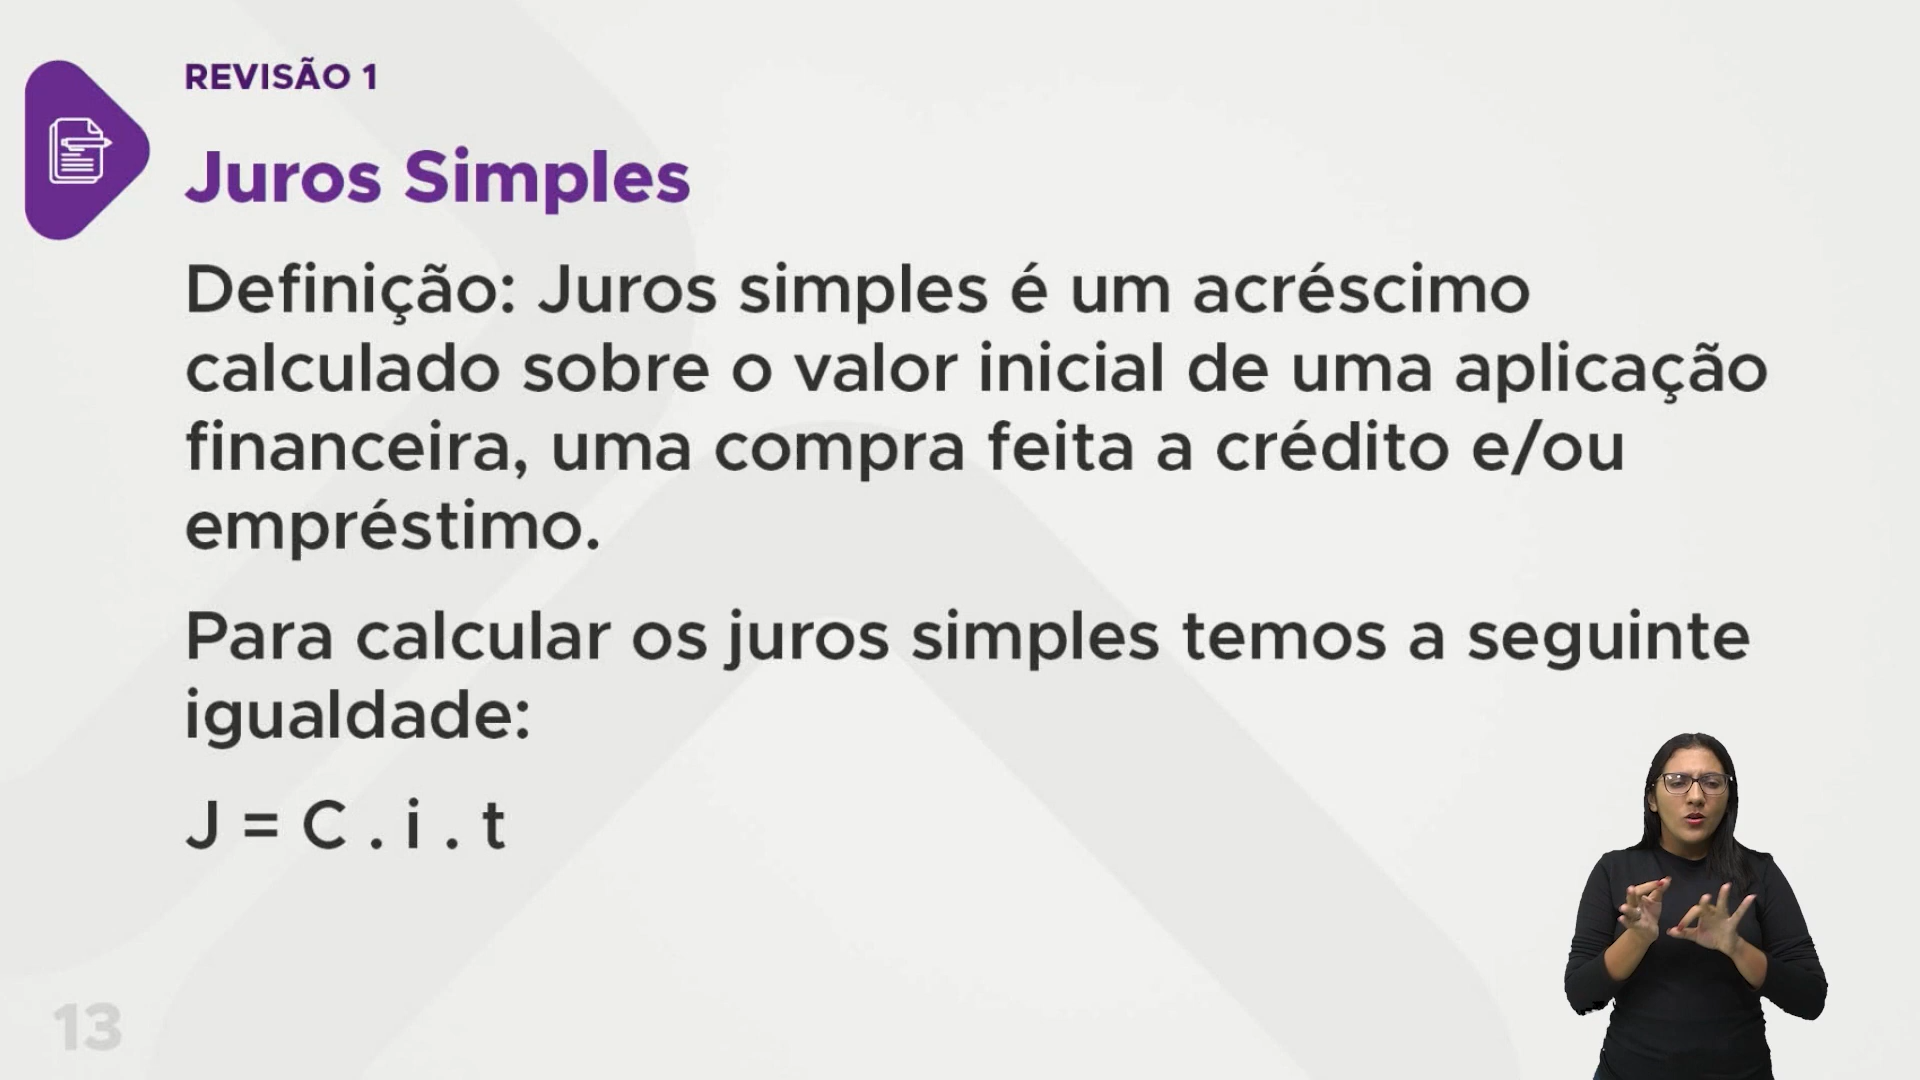 REVISÃO 1
Juros Simples
Definição: Juros simples é um acréscimo
calculado sobre o valor inicial de uma aplicação
financeira, uma compra feita a crédito e/ou
empréstimo.
Para calcular os juros simples temos a seguinte
igualdade:
J = C . i . t
13